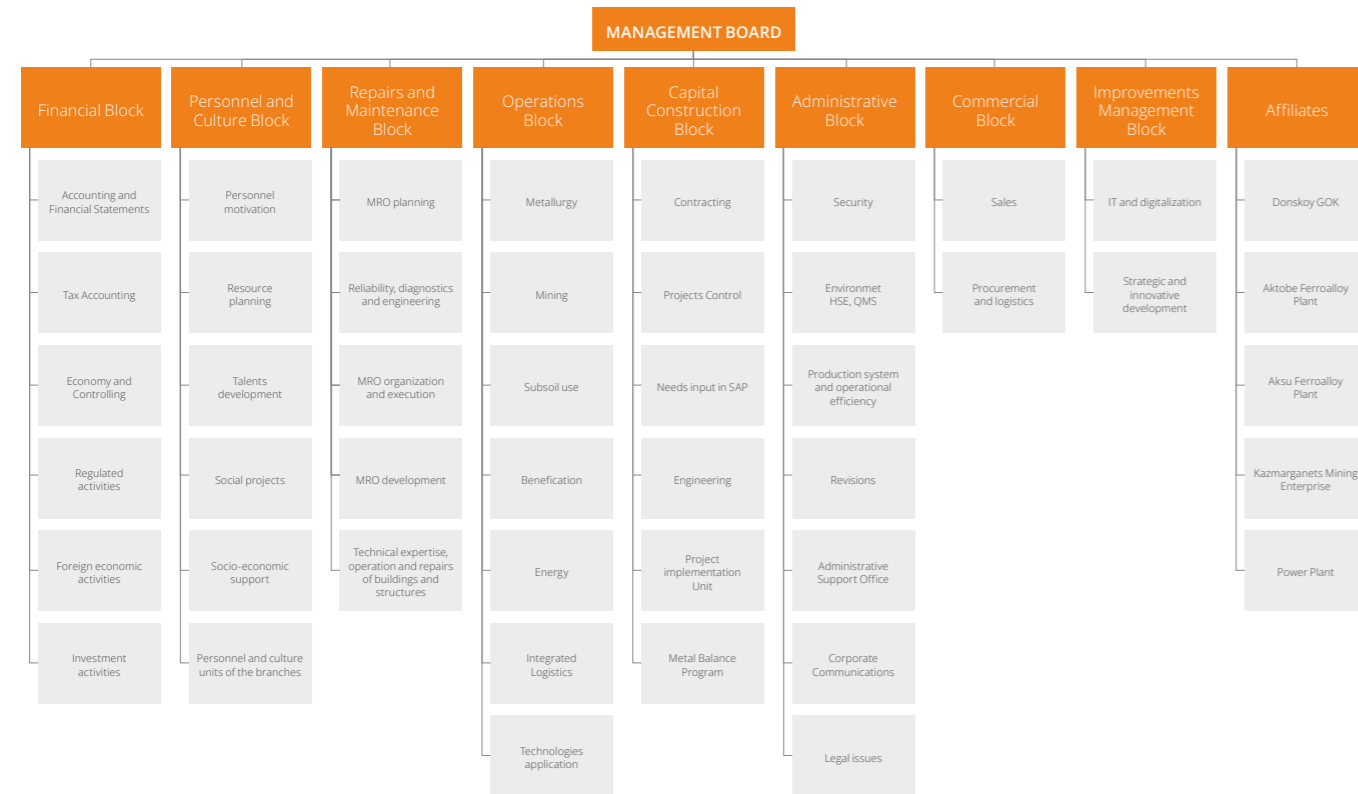 MANAGEMENT BOARD
Financial Block
Accounting and
Financial Statements
Tax Accounting
Economy and
Controlling
Regulated
activities
Foreign economic
activities
Investment
activities
Personnel and
Culture Block
Personnel
motivation
Resource
planning
Talents
development
Social projects
Socio-economic
support
Personnel and culture
units of the branches
Repairs and
Maintenance
Block
MRO planning
Reliability, diagnostics
and engineering
MRO organization
and execution
MRO development
Technical expertise,
operation and repairs
of buildings and
structures
Operations
Block
Metallurgy
Mining
Subsoil use
Benefication
Energy
Integrated
Logistics
Technologies
application
Capital
Construction
Block
Contracting
Projects Control
Needs input in SAP
Engineering
Project
implementation
Unit
Metal Balance
Program
Administrative
Block
Security
Environmet
HSE, QMS
Production system
and operational
efficiency
Revisions
Administrative
Support Office
Corporate
Communications
Legal issues
Commercial
Block
Sales
Procurement
and logistics
Improvements
Management
Block
IT and digitalization
Strategic and
innovative
development
Affiliates
Donskoy GOK
Aktobe Ferroalloy
Plant
Aksu Ferroalloy
Plant
Kazmarganets Mining
Enterprise
Power Plant